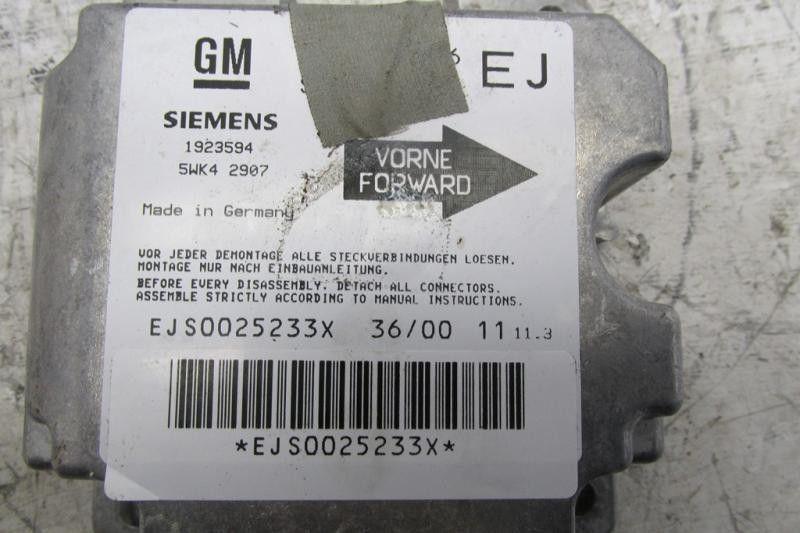 GM
EJ
SIEMENS
1923594
5WK4 2907
VORNE
FORWARD
Made in Germany
VOR JEDER DEMONTAGE ALLE STECKVERBINDUNGEN LOESEN.
MONTAGE NUR NACH EINBAUANLEITUNG.
BEFORE EVERY DISASSEMBLY. DETACH ALL CONNECTORS.
ASSEMBLE STRICTLY ACCORDING TO MANUAL INSTRUCTIONS.
EJS0025233X 36/00 11 11.3
*EJS0025233X*